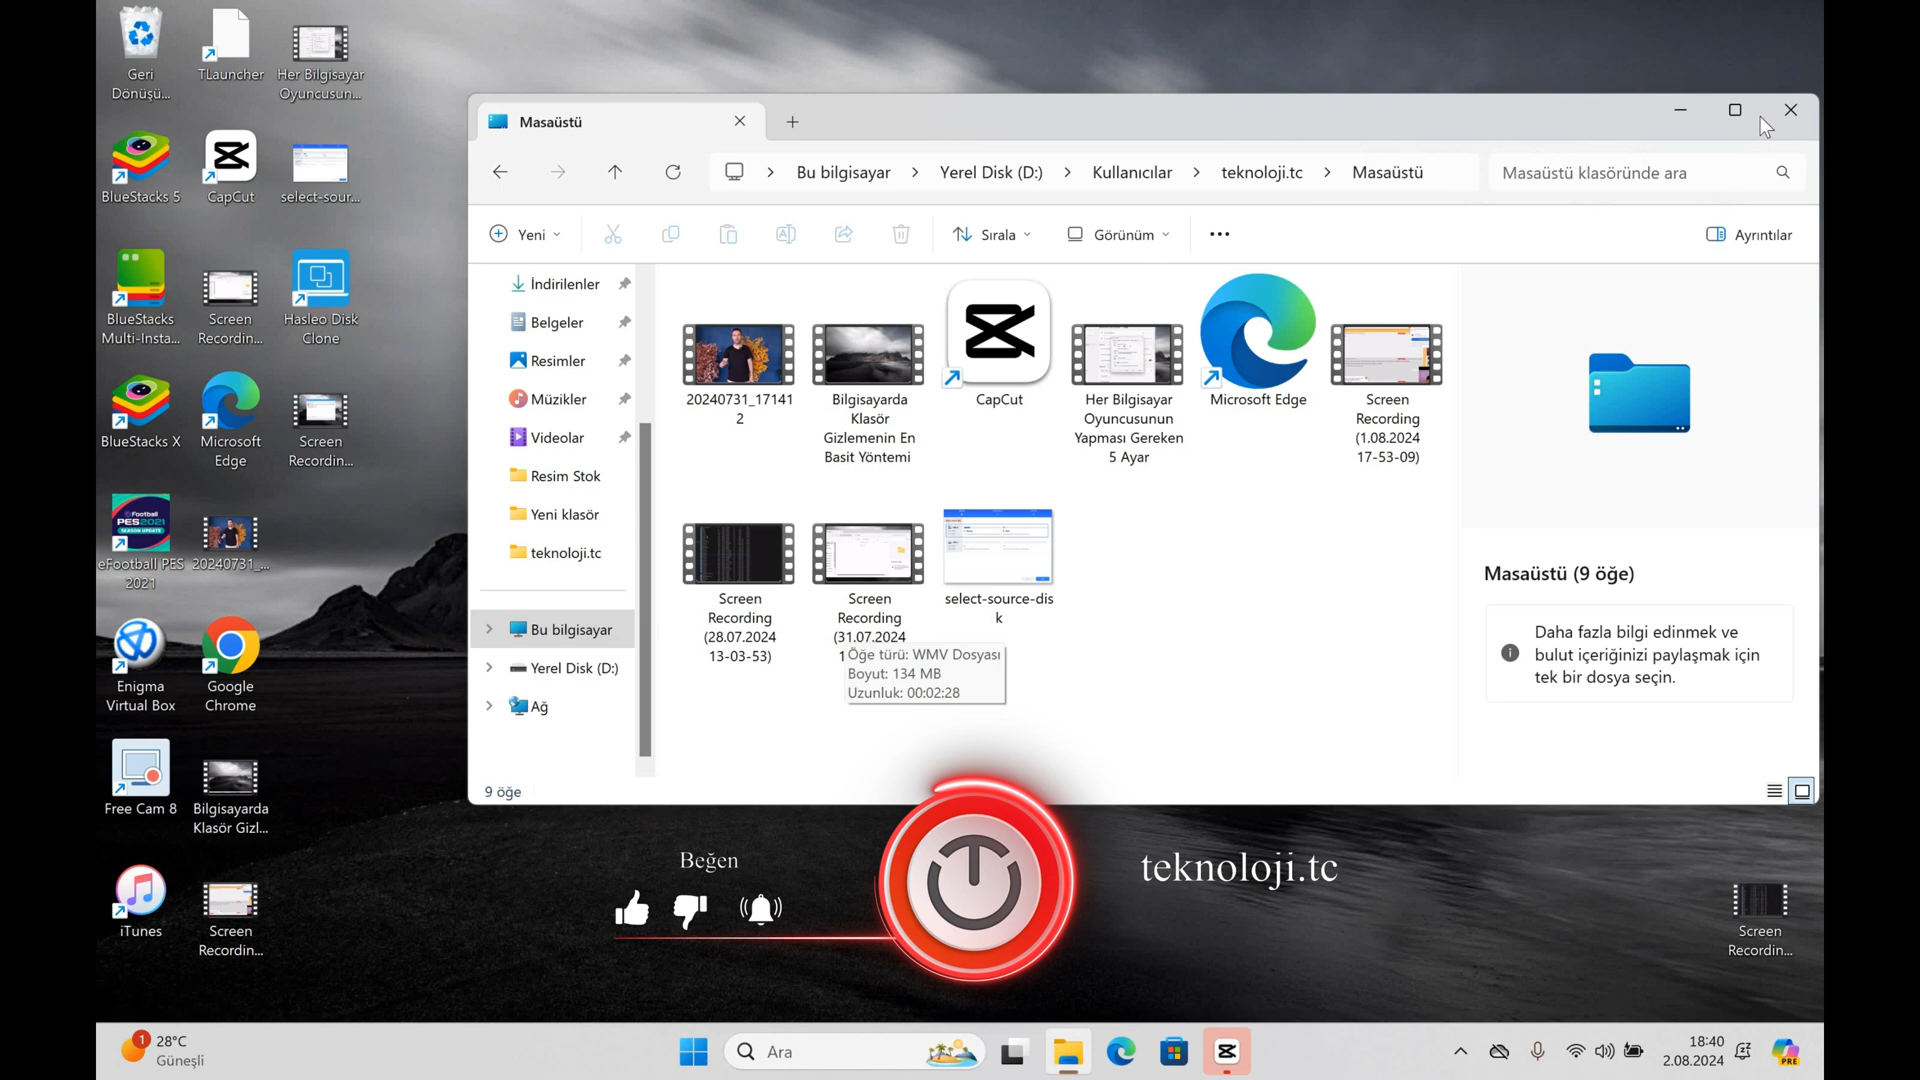 Geri
Dönüşü...
TLauncher
Her Bilgisayar
Oyuncusun...
BlueStacks 5
CapCut
select-sour...
BlueStacks
Multi-Insta...
Screen
Recordin...
Hasleo Disk
Clone
BlueStacks X
Microsoft
Edge
Screen
Recordin...
eFootball
PES2021
SEASON UPDATE
eFootball PES
2021
20240731_...
Enigma
Virtual Box
Google
Chrome
Free Cam 8
Bilgisayarda
Klasör Gizl...
iTunes
Screen
Recordin...
Masaüstü
Bu bilgisayar
Yerel Disk (D:)
Kullanıcılar
teknoloji.tc
Masaüstü
Masaüstü klasöründe ara
Yeni
Sırala
Görünüm
Ayrıntılar
İndirilenler
Belgeler
Resimler
Müzikler
Videolar
Resim Stok
Yeni klasör
teknoloji.tc
Bu bilgisayar
Yerel Disk (D:)
Ağ
20240731_17141
2
Bilgisayarda
Klasör
Gizlemenin En
Basit Yöntemi
CapCut
Her Bilgisayar
Oyuncusunun
Yapması Gereken
5 Ayar
Microsoft Edge
Screen
Recording
(1.08.2024
17-53-09)
Screen
Recording
(28.07.2024
13-03-53)
Screen
Recording
(31.07.2024
1
select-source-dis
k
Öğe türü: WMV Dosyası
Boyut: 134 MB
Uzunluk: 00:02:28
Masaüstü (9 öğe)
Daha fazla bilgi edinmek ve
bulut içeriğinizi paylaşmak için
tek bir dosya seçin.
9 öğe
Beğen
teknoloji.tc
Screen
Recordin...
1
28°C
Güneşli
Ara
18:40
2.08.2024
PRE